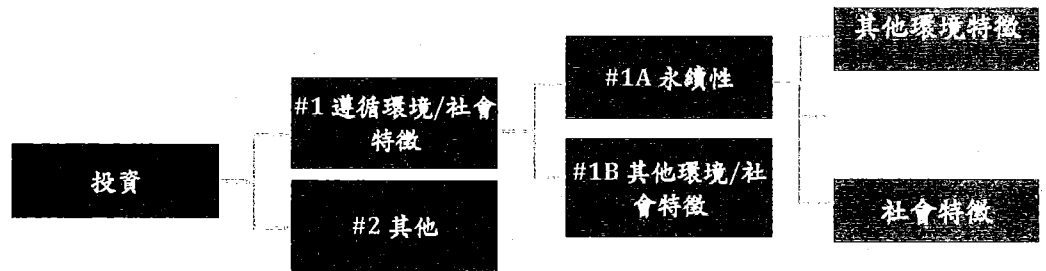 投資
#1 遵循環境/社會
特徵
#2 其他
#1A 永續性
#1B 其他環境/社
會特徵
其他環境特徵
社會特徵